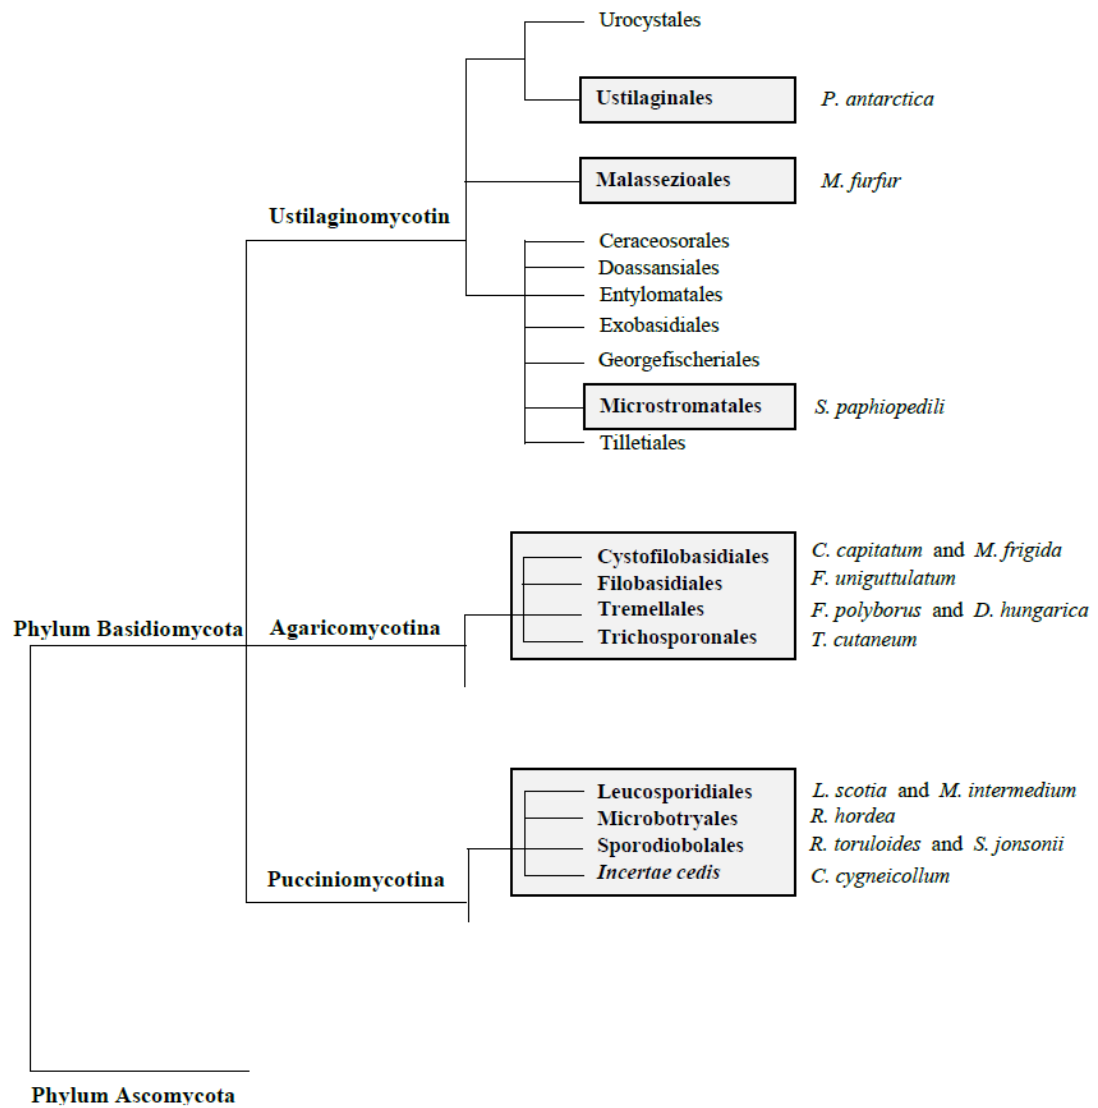 Urocystales
Ustilaginales P. antarctica
Malassezioales M. furfur
Ustilaginomycotin
Ceraceosorales
Doassansiales
Entylomatales
Exobasidiales
Georgefischeriales
Microstromatales S. paphiopedili
Tilletiales
Cystofilobasidiales C. capitatum and M. frigida
Filobasidiales F. uniguttulatum
Tremellales F. polyborus and D. hungarica
Phylum Basidiomycota Agaricomycotina
Trichosporonales T. cutaneum
Leucosporidiales L. scotia and M. intermedium
Microbotryales R. hordea
Sporodiobolales R. toruloides and S. jonsonii
Pucciniomycotina
Incertae cedis C. cygneicollum
Phylum Ascomycota